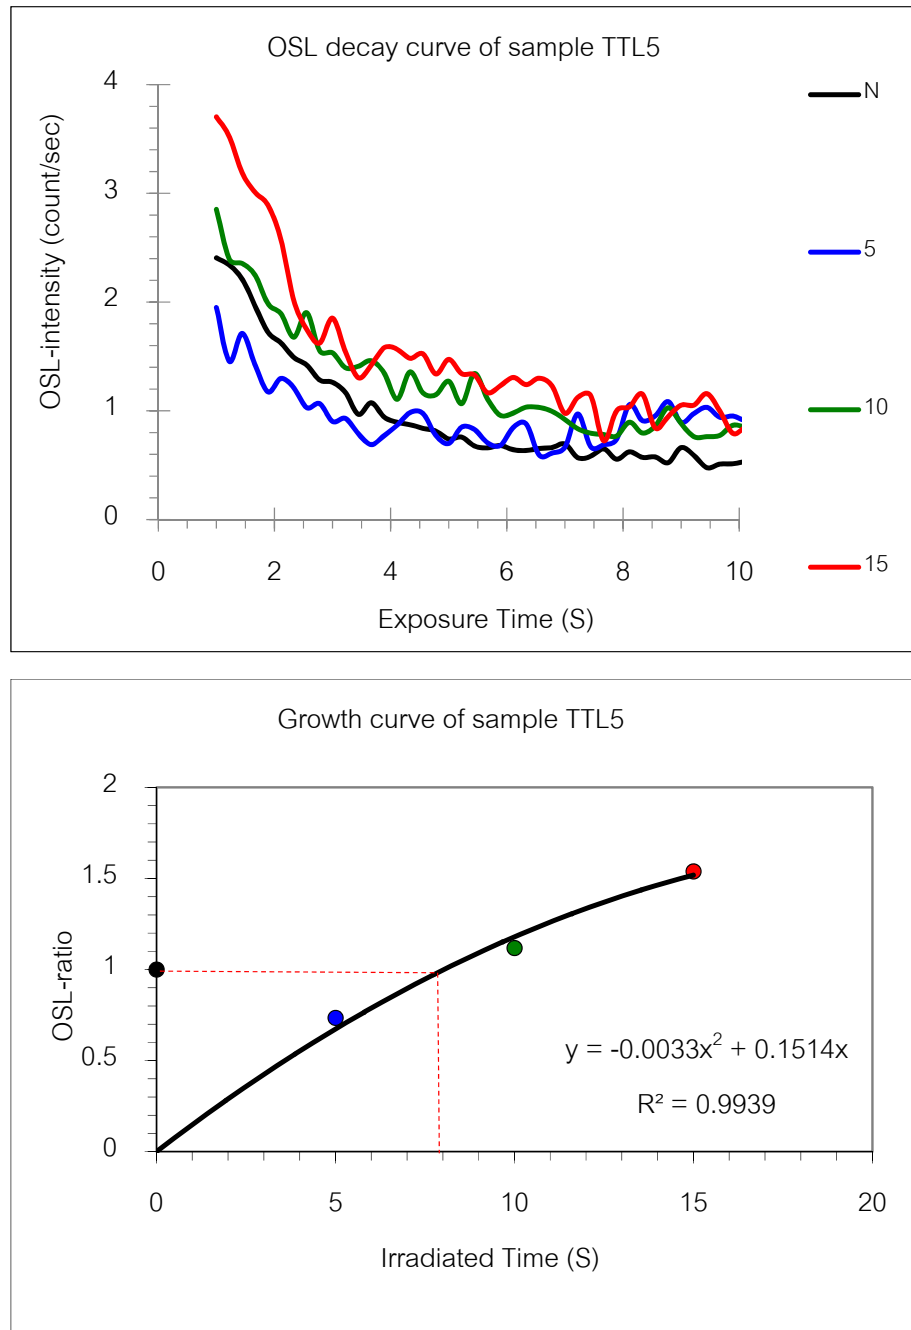 OSL decay curve of sample TTL5
OSL-intensity (count/sec)
4
3
2
1
0
0 2 4 6 8 10
Exposure Time (S)
N
5
10
15
Growth curve of sample TTL5
OSL-ratio
2
1.5
1
0.5
0
y = -0.0033x² + 0.1514x
R² = 0.9939
0 5 10 15 20
Irradiated Time (S)